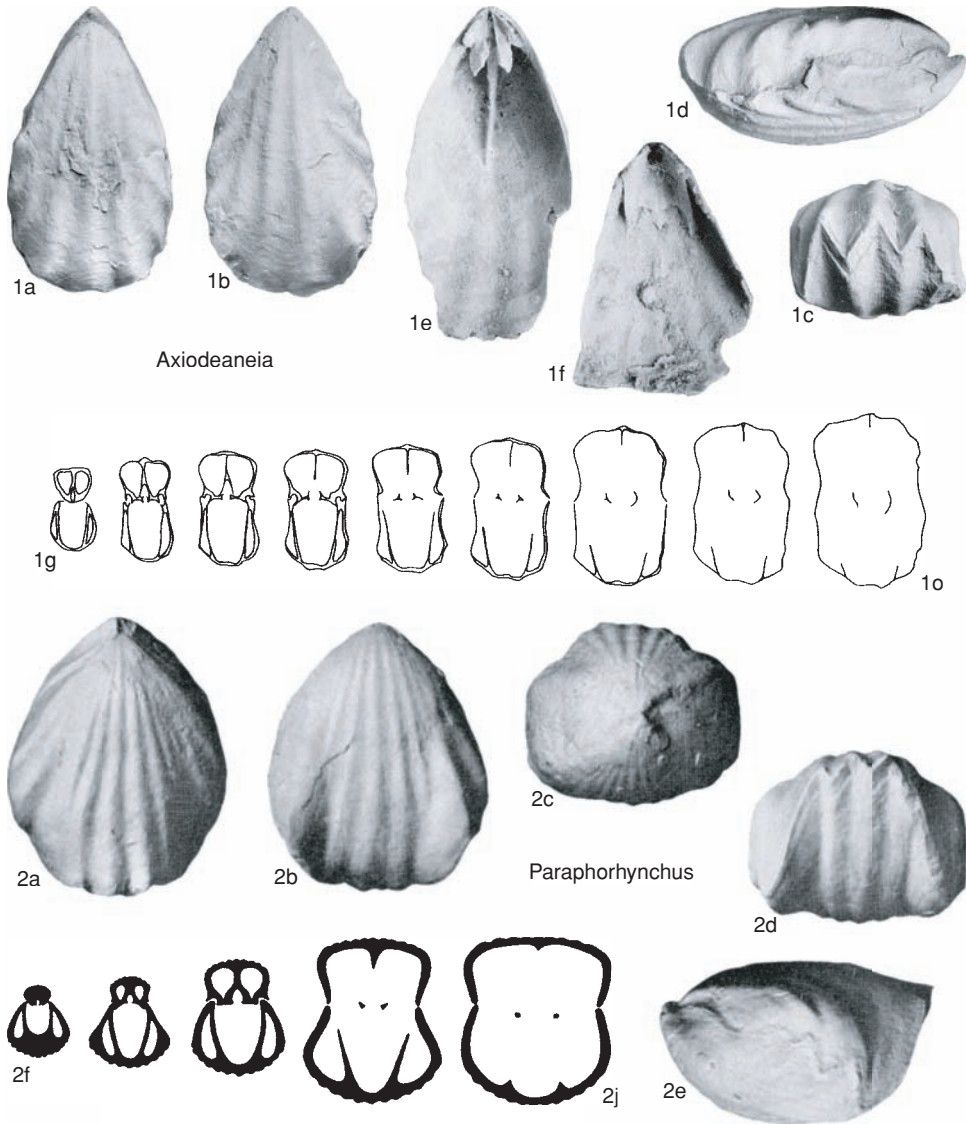 1a
1b
1e
1d
1f
1c
Axiodeaneia
1g
1o
2a
2b
2c
Paraphorhynchus
2d
2f
2j
2e